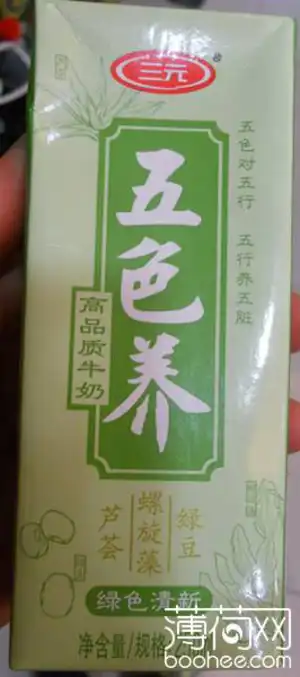 三元
五色养
高品质牛奶
五色对五行 五行养五脏
芦荟
螺旋藻
绿豆
绿色清新
净含量/规格
薄荷网
boohee.com